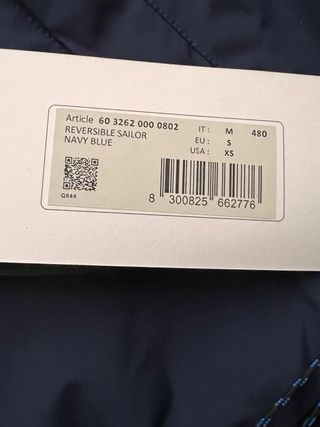 Article 60 3262 000 0802
REVERSIBLE SAILOR
NAVY BLUE
IT : M 480
EU : S
USA : XS
QR44
8 300825 662776